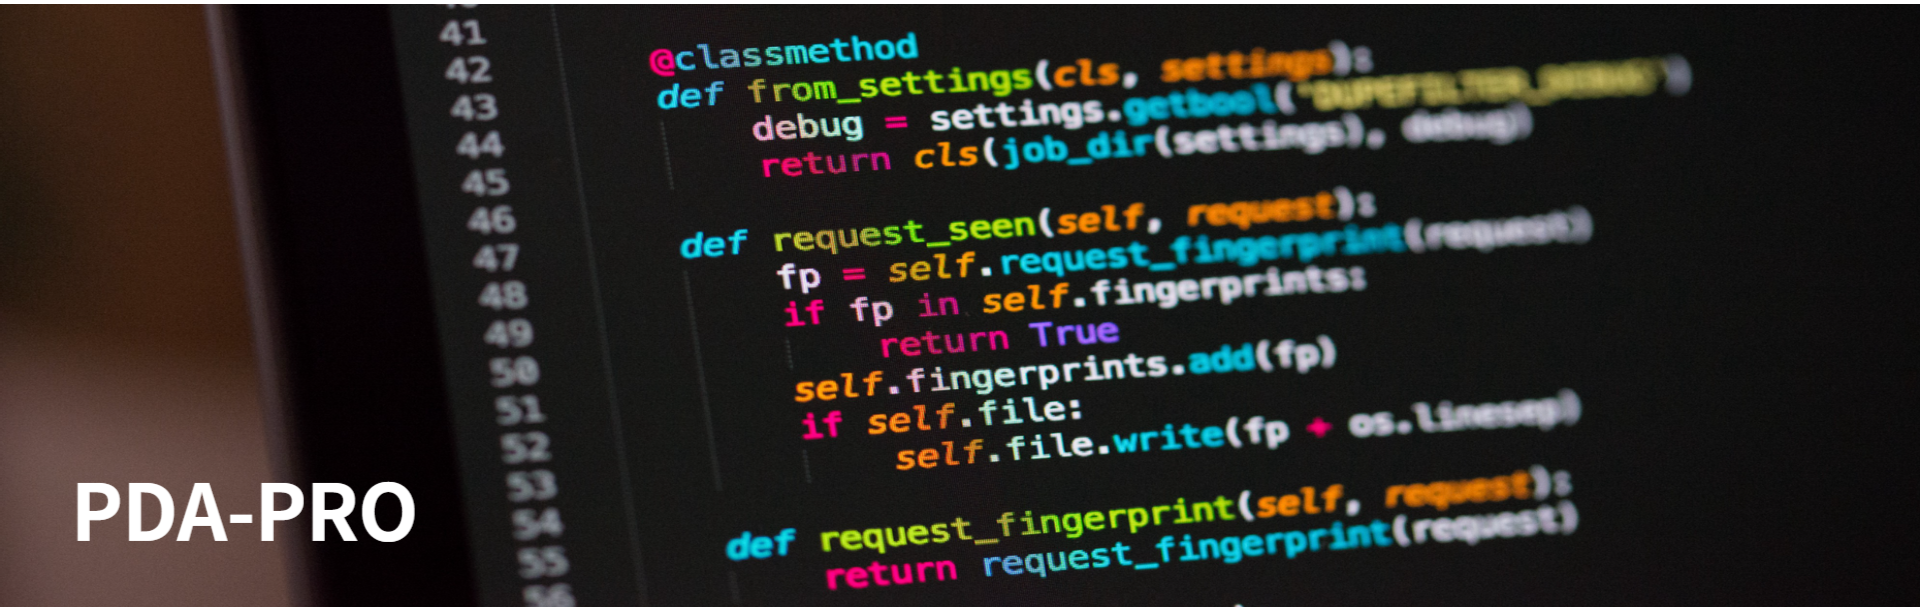 41
42 @classmethod
43 def from_settings(cls, settings):
44 debug = settings.getbool("DUPEFILTER_DEBUG")
45 return cls(job_dir(settings), debug)
46
47 def request_seen(self, request):
48 fp = self.request_fingerprint(request)
49 if fp in self.fingerprints:
50 return True
51 self.fingerprints.add(fp)
52 if self.file:
53 self.file.write(fp + os.linesep)
54
55 def request_fingerprint(self, request):
56 return request_fingerprint(request)
PDA-PRO